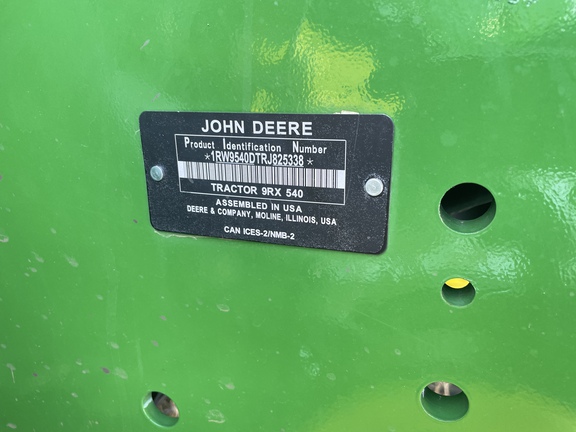 JOHN DEERE
Product Identification Number
*1RW9540DTRJ825338*
TRACTOR 9RX 540
ASSEMBLED IN USA
DEERE & COMPANY, MOLINE, ILLINOIS, USA
CAN ICES-2/NMB-2